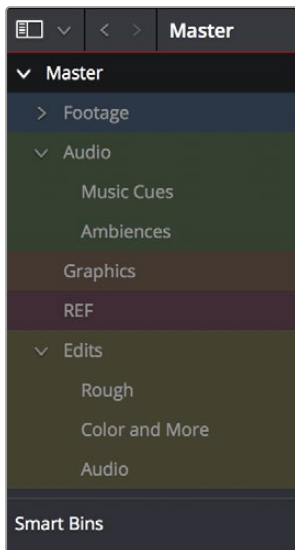 Master
Master
Footage
Audio
Music Cues
Ambiences
Graphics
REF
Edits
Rough
Color and More
Audio
Smart Bins